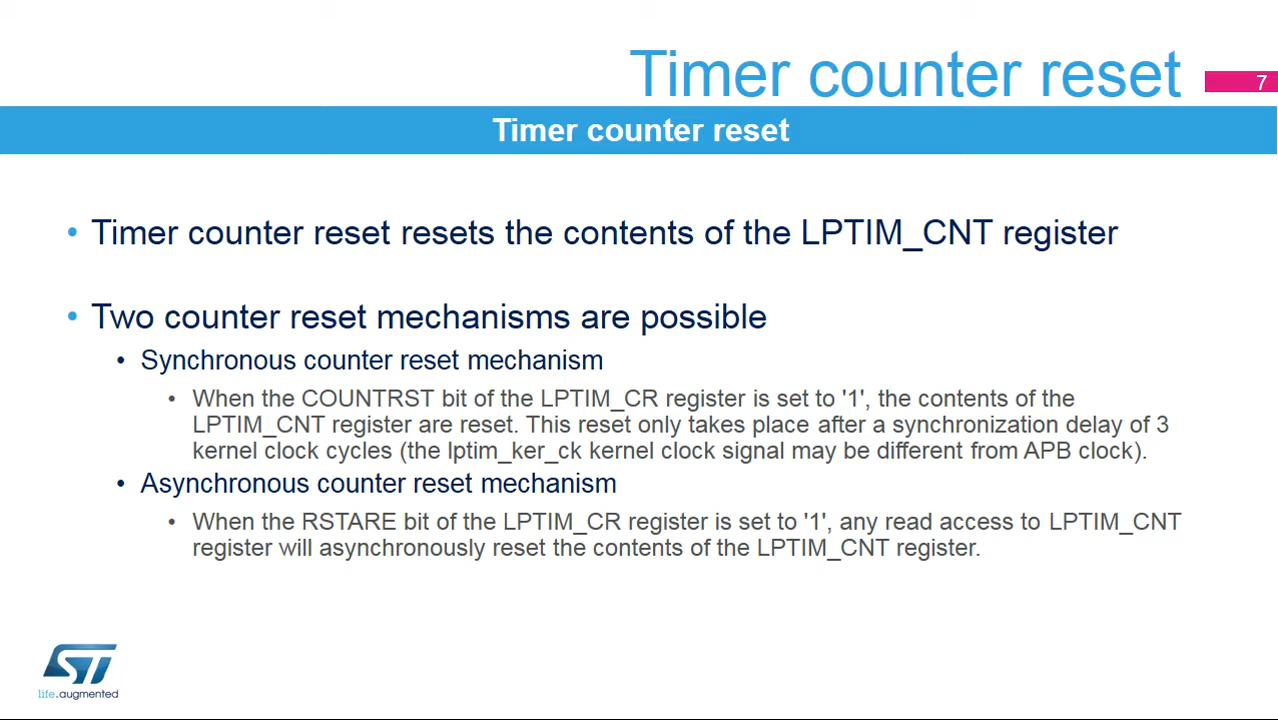 Timer counter reset
7
Timer counter reset
• Timer counter reset resets the contents of the LPTIM_CNT register
• Two counter reset mechanisms are possible
• Synchronous counter reset mechanism
• When the COUNTRST bit of the LPTIM_CR register is set to '1', the contents of the
LPTIM_CNT register are reset. This reset only takes place after a synchronization delay of 3
kernel clock cycles (the lptim_ker_ck kernel clock signal may be different from APB clock).
• Asynchronous counter reset mechanism
• When the RSTARE bit of the LPTIM_CR register is set to '1', any read access to LPTIM_CNT
register will asynchronously reset the contents of the LPTIM_CNT register.
ST
life.augmented